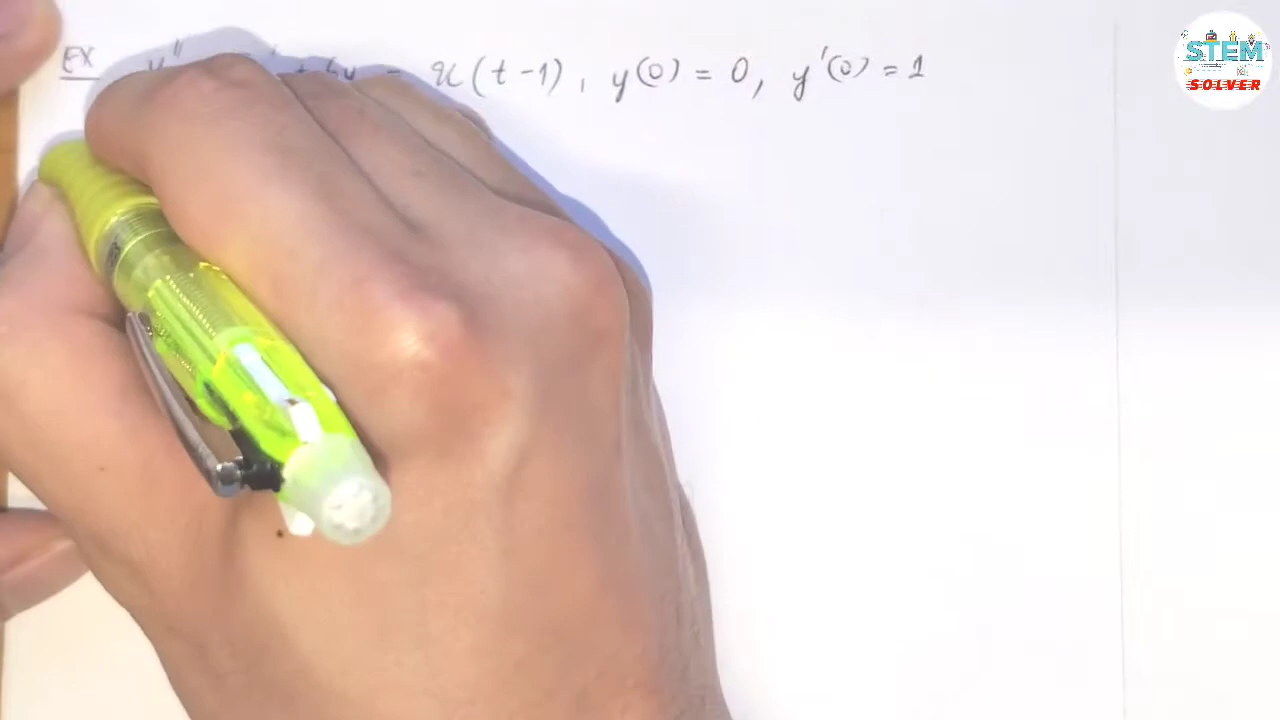 EX y'' u(t-1), y(0) = 0, y'(0) = 1
STEM
SOLVER